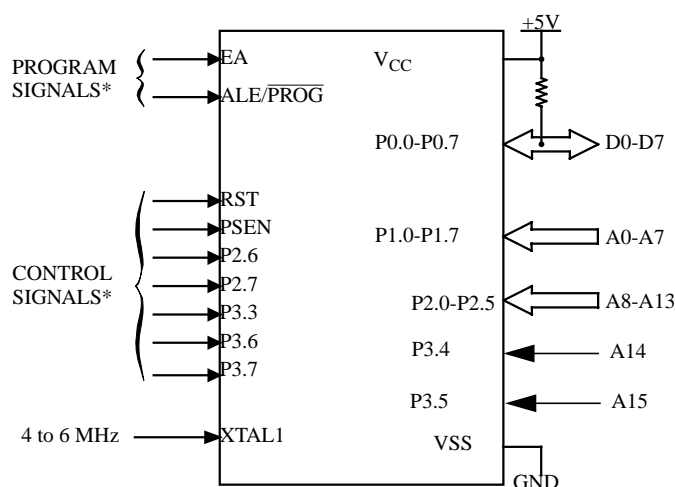 +5V
PROGRAM
SIGNALS*
EA
ALE/PROG
VCC
P0.0-P0.7
D0-D7
CONTROL
SIGNALS*
RST
PSEN
P2.6
P2.7
P3.3
P3.6
P3.7
P1.0-P1.7
A0-A7
P2.0-P2.5
A8-A13
P3.4
A14
P3.5
A15
4 to 6 MHz
XTAL1
VSS
GND